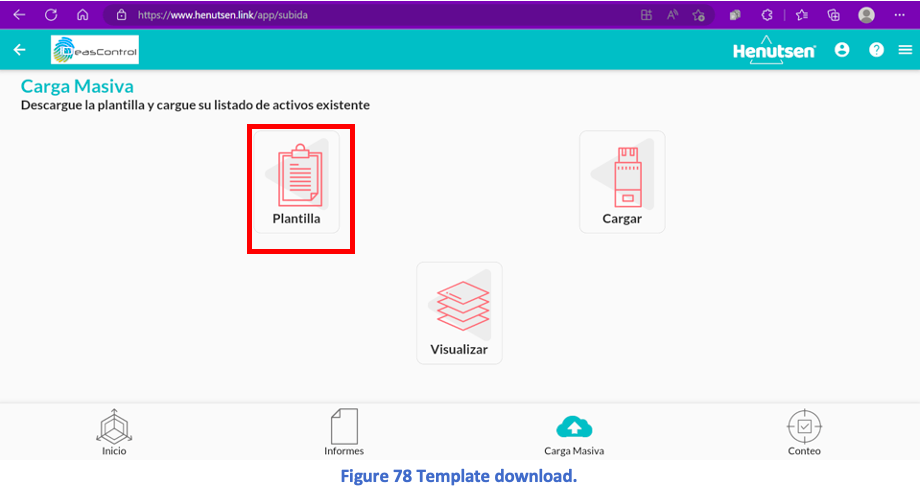 https://www.henutsen.link/app/subida
easControl
Henutsen
Carga Masiva
Descargue la plantilla y cargue su listado de activos existente
Plantilla
Cargar
Visualizar
Inicio
Informes
Carga Masiva
Conteo
Figure 78 Template download.